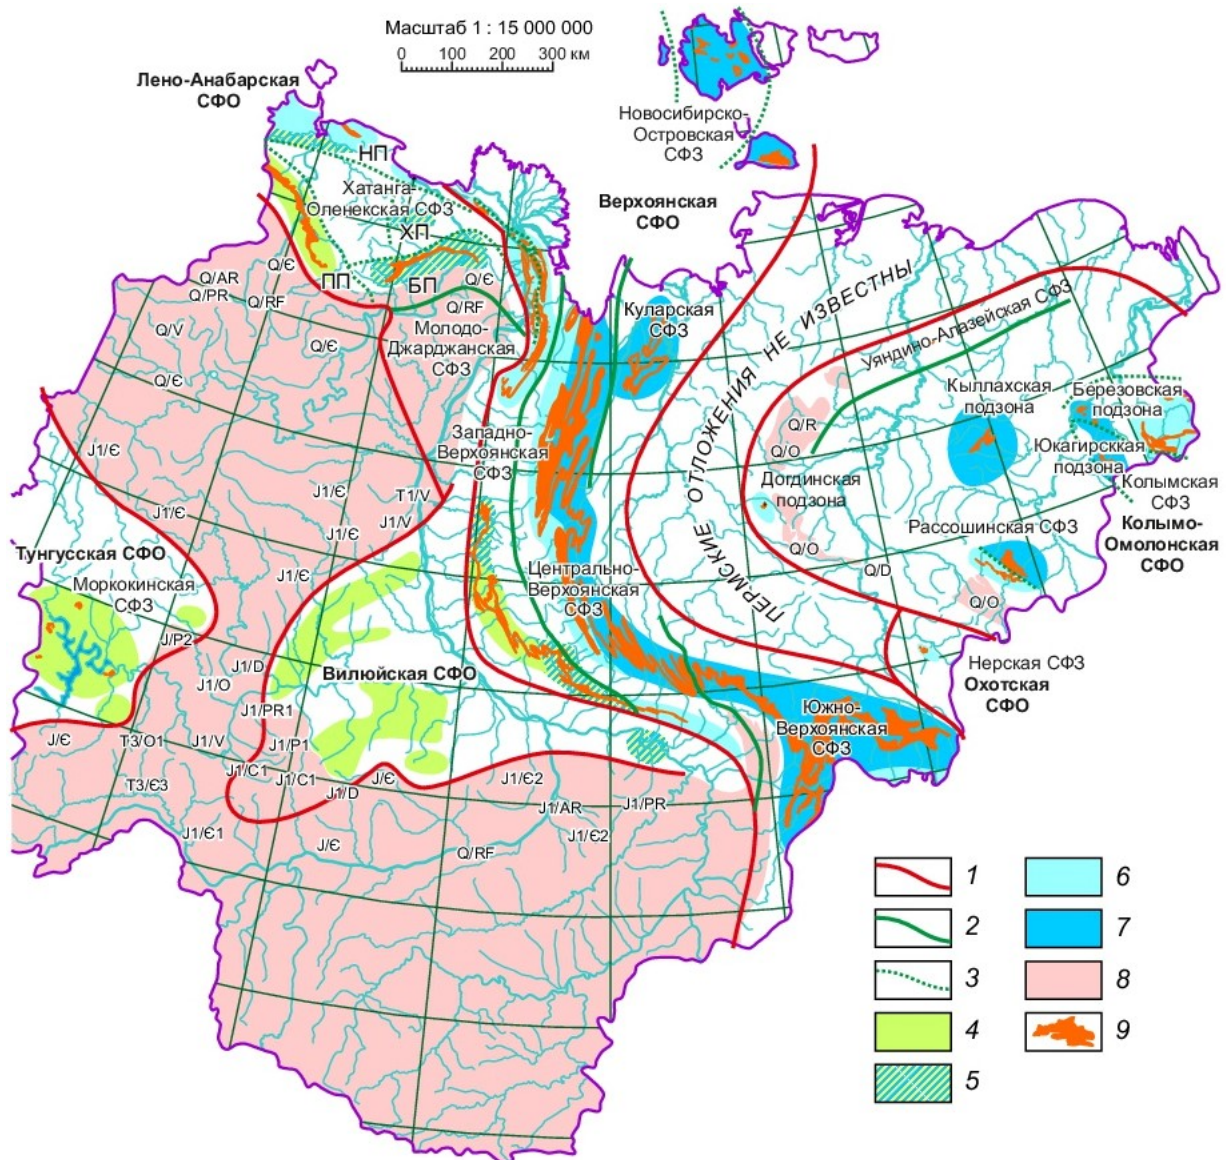 Масштаб 1 : 15 000 000
0 100 200 300 км
Лено-Анабарская
СФО
Новосибирско-
Островская
СФЗ
НП
Хатанга-
Оленекская СФЗ
ХП
Верхоянская
СФО
ПП
БП
Q/Є
Q/AR
Q/PR
Q/RF
Q/Є
Q/RF
Q/V
Q/Є
Q/Є
Молодо-
Джарджанская
СФЗ
Куларская
СФЗ
ПЕРМСКИЕ ОТЛОЖЕНИЯ НЕ ИЗВЕСТНЫ
Уяндино-Алазейская СФЗ
Кыллахская
подзона
Березовская
подзона
Q/R
Q/O
Юкагирсккая
подзона
Западно-
Верхоянская
СФЗ
J1/Є
J1/Є
T1/V
J1/V
J1/Є
J1/Є
Догдинская
подзона
Колымская
СФЗ
Рассошинская СФЗ
Колымо-
Омолонская
СФО
Q/O
Q/D
Q/O
Тунгусская СФО
Моркокинская
СФЗ
J1/Є
Центрально-
Верхоянская
СФЗ
J/P2
J1/D
J1/O
Вилюйская СФО
Нерская СФЗ
Охотская
СФО
J1/PR1
Южно-
Верхоянская
СФЗ
J/Є
T3/O1
J1/V
J1/P1
J1/C1
J1/C1
J1/D
J/Є
J1/Є2
T3/Є3
J1/AR
J1/PR
J1/Є1
J1/Є2
J/Є
Q/RF
1
2
3
4
5
6
7
8
9